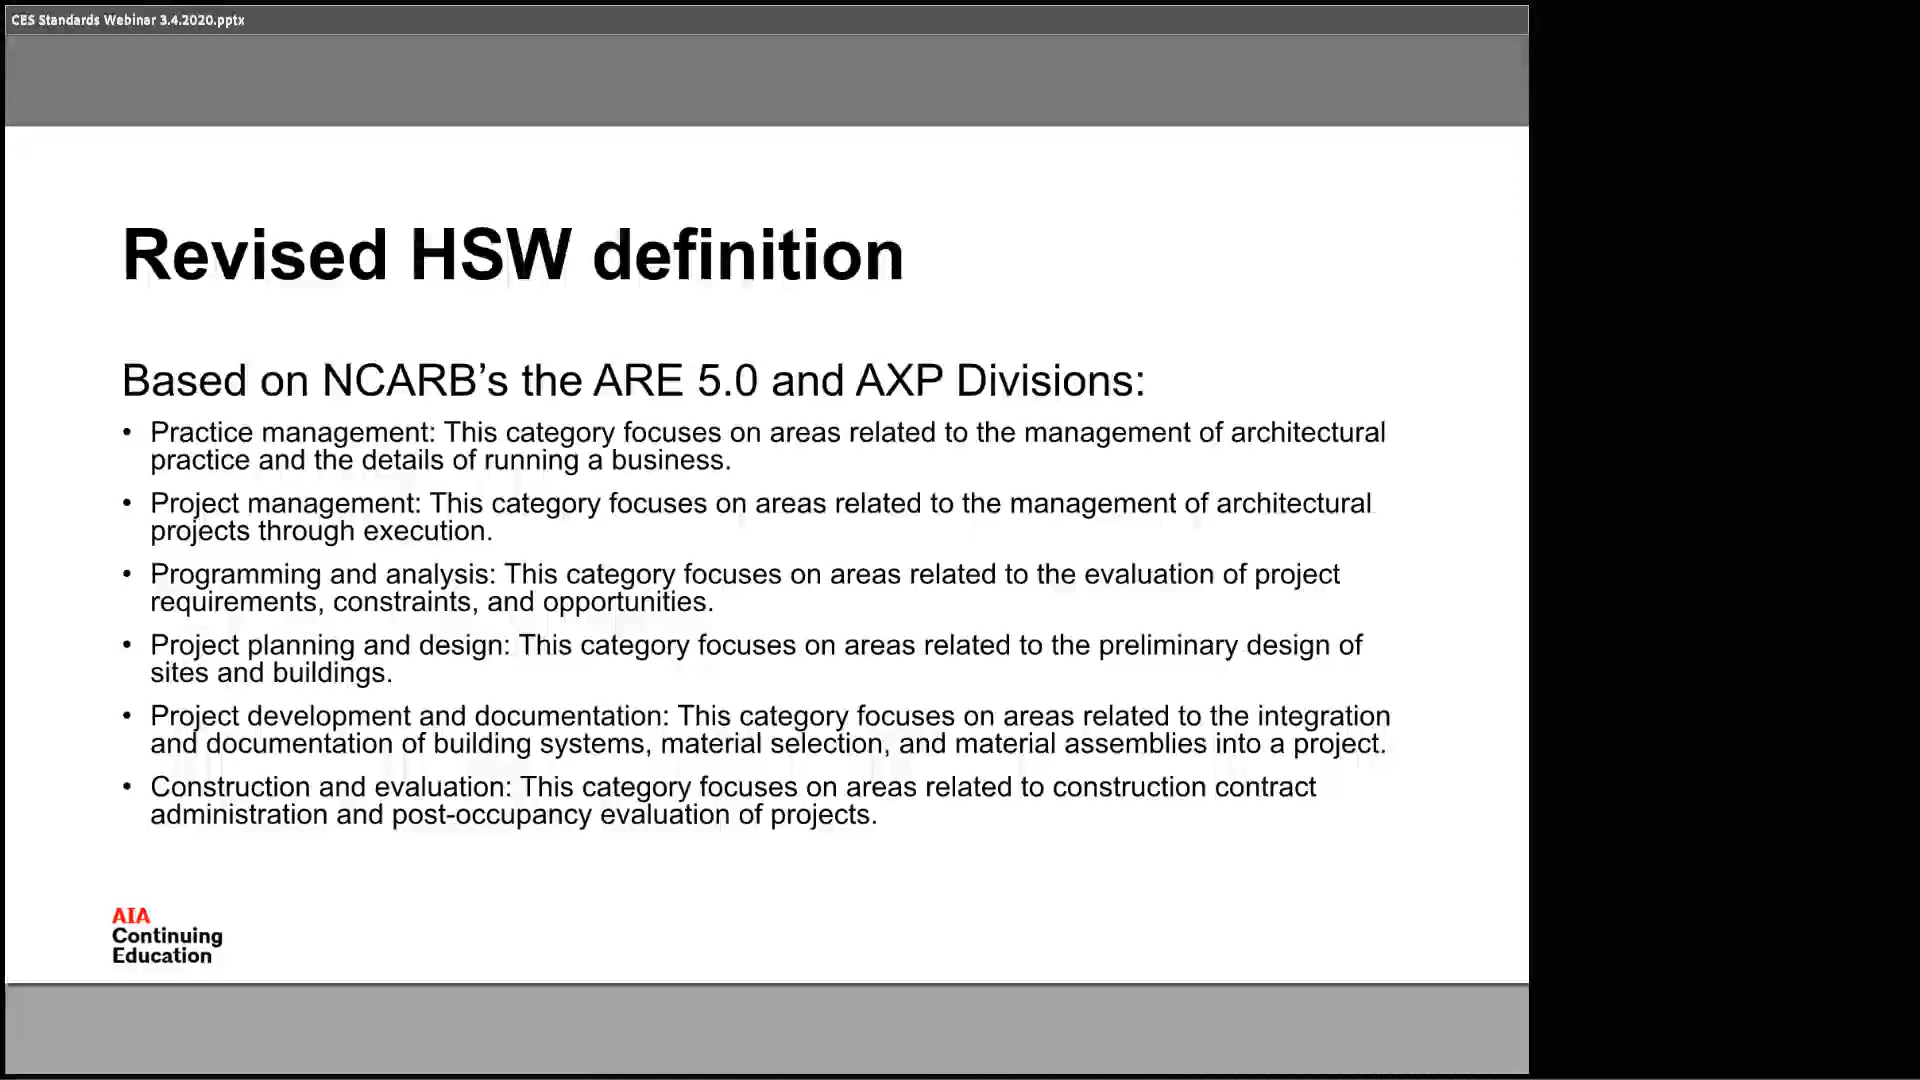 CES Standards Webinar 3.4.2020.pptx
Revised HSW definition
Based on NCARB’s the ARE 5.0 and AXP Divisions:
• Practice management: This category focuses on areas related to the management of architectural
practice and the details of running a business.
• Project management: This category focuses on areas related to the management of architectural
projects through execution.
• Programming and analysis: This category focuses on areas related to the evaluation of project
requirements, constraints, and opportunities.
• Project planning and design: This category focuses on areas related to the preliminary design of
sites and buildings.
• Project development and documentation: This category focuses on areas related to the integration
and documentation of building systems, material selection, and material assemblies into a project.
• Construction and evaluation: This category focuses on areas related to construction contract
administration and post-occupancy evaluation of projects.
AIA
Continuing
Education